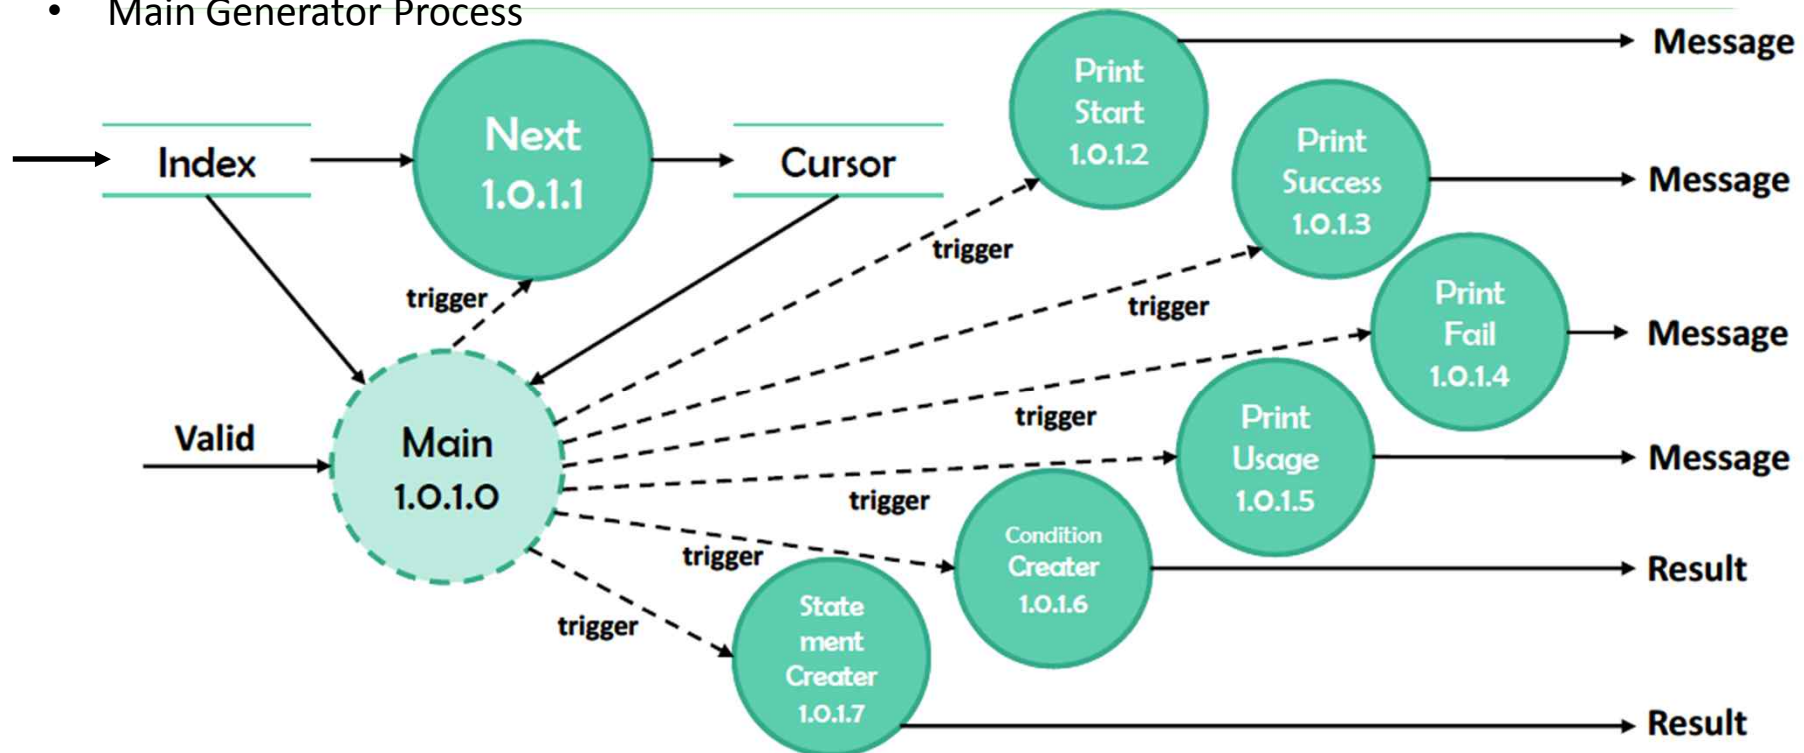 • Main Generator Process
Index
Next
1.0.1.1
Cursor
Print
Start
1.0.1.2
Message
Print
Success
1.0.1.3
Message
trigger
trigger
trigger
Print
Fail
1.0.1.4
Message
Valid
Main
1.0.1.0
trigger
Print
Usage
1.0.1.5
Message
trigger
Condition
Creater
1.0.1.6
Result
trigger
trigger
State
ment
Creater
1.0.1.7
Result